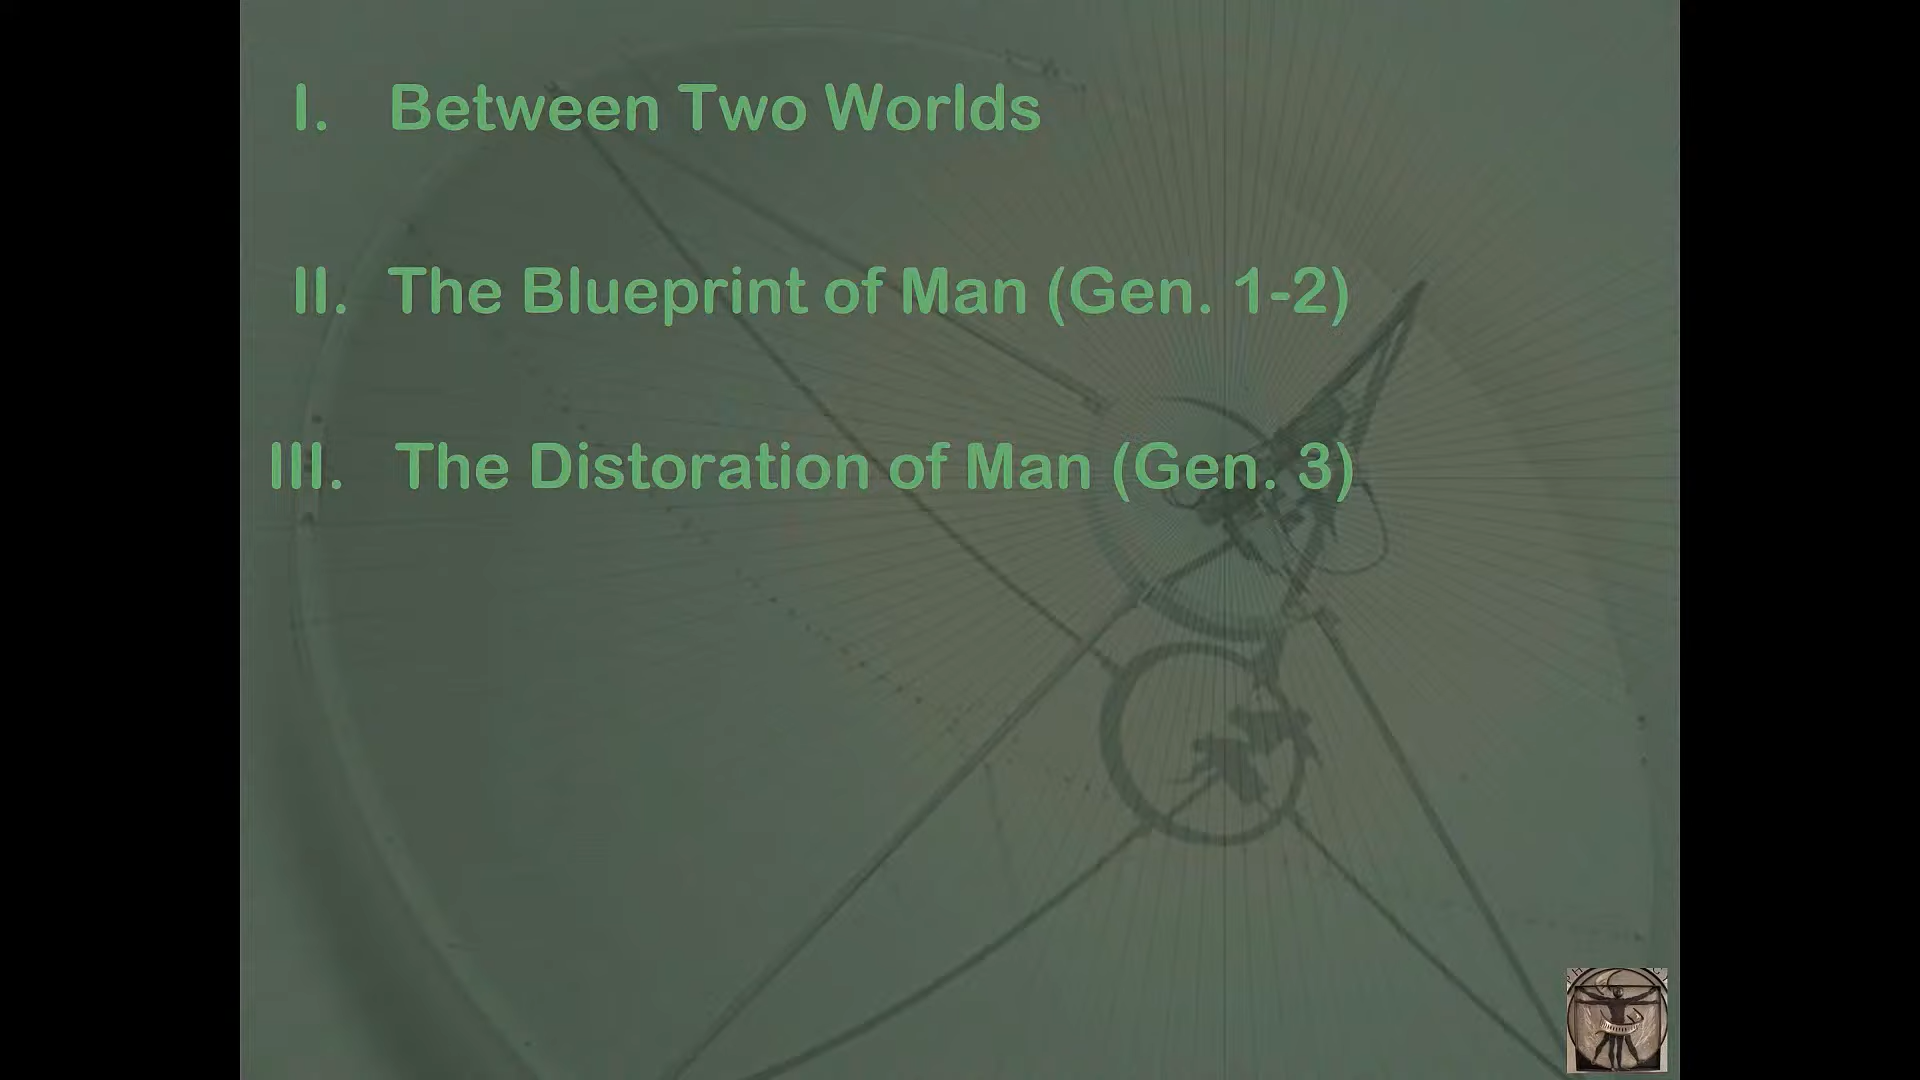 I. Between Two Worlds
II. The Blueprint of Man (Gen. 1-2)
III. The Distoration of Man (Gen. 3)